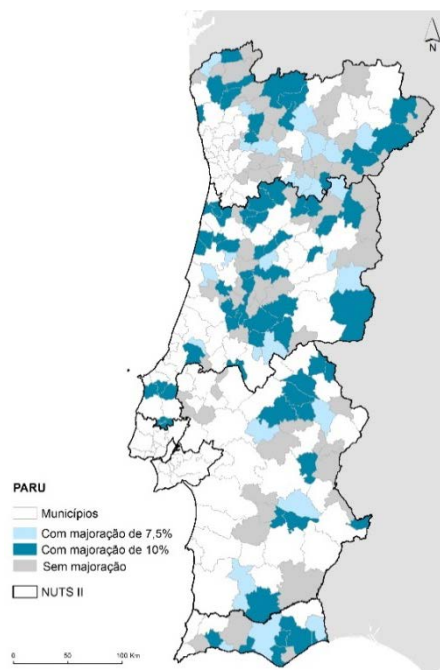 N
PARU
Municípios
Com majoração de 7,5%
Com majoração de 10%
Sem majoração
NUTS II
0 50 100 Km